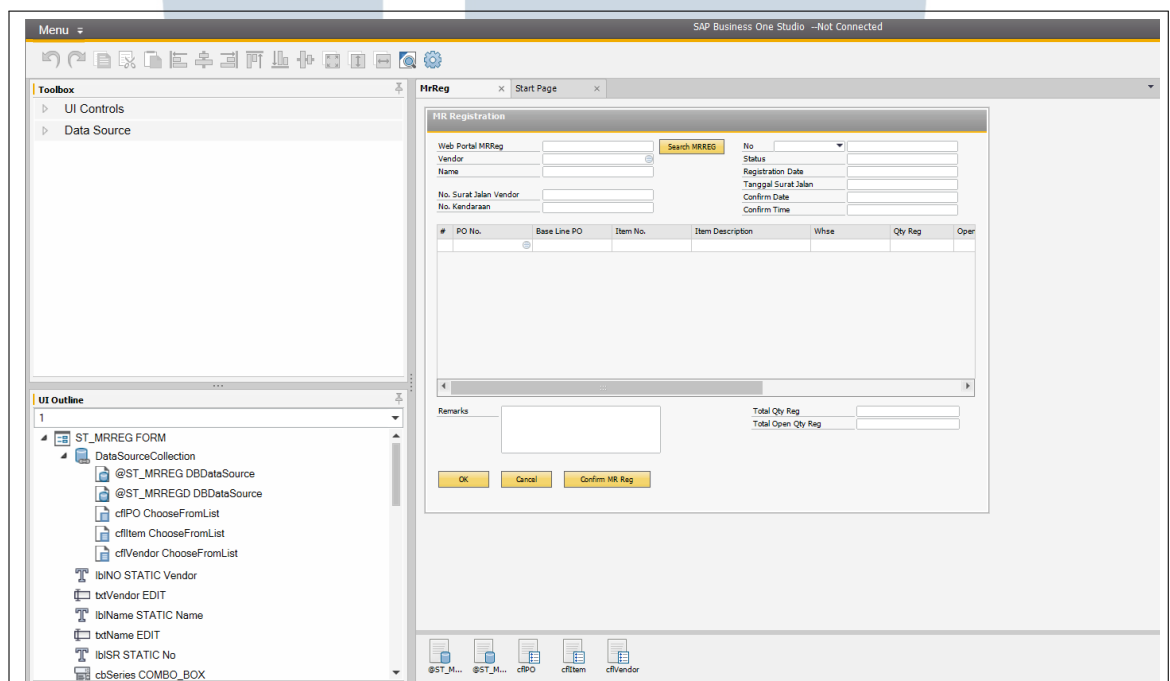 Menu
SAP Business One Studio --Not Connected
Toolbox
UI Controls
Data Source
UI Outline
1
ST_MRREG FORM
DataSourceCollection
@ST_MRREG DBDataSource
@ST_MRREGD DBDataSource
cflPO ChooseFromList
cflItem ChooseFromList
cflVendor ChooseFromList
lblNO STATIC Vendor
txtVendor EDIT
lblName STATIC Name
txtName EDIT
lblSR STATIC No
cbSeries COMBO_BOX
MrReg × Start Page ×
MR Registration
Web Portal MRReg Search MRREG No
Vendor Status
Name Registration Date
Tanggal Surat Jalan
No. Surat Jalan Vendor Confirm Date
No. Kendaraan Confirm Time
# PO No. Base Line PO Item No. Item Description Whse Qty Reg Oper
Remarks Total Qty Reg
Total Open Qty Reg
OK Cancel Confirm MR Reg
@ST_M... @ST_M... cflPO cflItem cflVendor